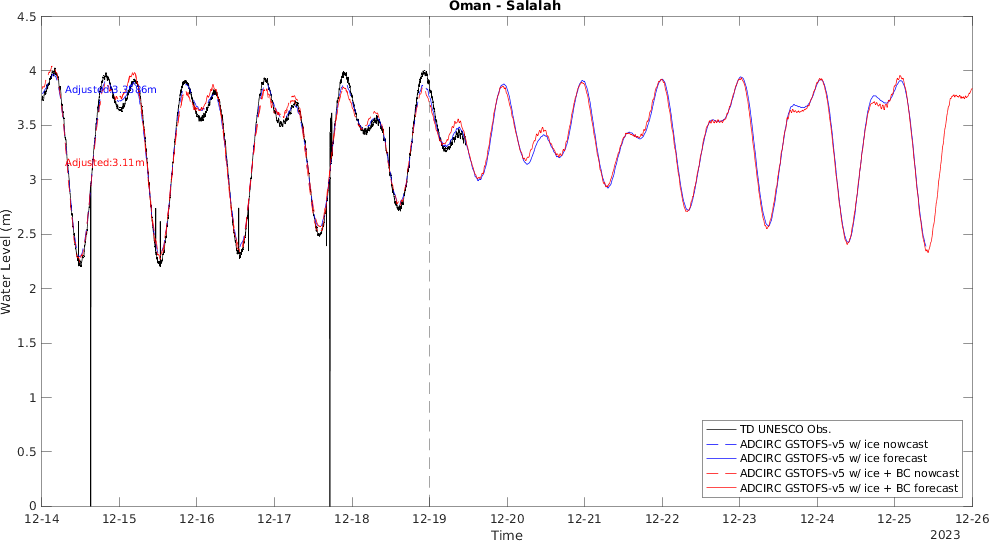 Oman - Salalah
4.5
4
3.5
3
2.5
2
1.5
1
0.5
0
Water Level (m)
Adjusted:3.3586m
Adjusted:3.11m
TD UNESCO Obs.
ADCIRC GSTOFS-v5 w/ ice nowcast
ADCIRC GSTOFS-v5 w/ ice forecast
ADCIRC GSTOFS-v5 w/ ice + BC nowcast
ADCIRC GSTOFS-v5 w/ ice + BC forecast
12-14 12-15 12-16 12-17 12-18 12-19 12-20 12-21 12-22 12-23 12-24 12-25 12-26
Time
2023